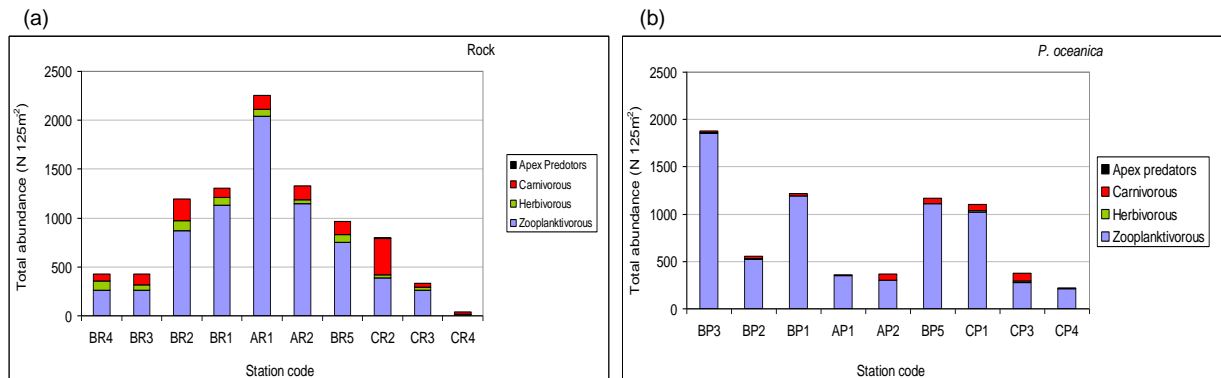 (a)
Rock
Total abundance (N 125m²)
2500
2000
1500
1000
500
0
BR4 BR3 BR2 BR1 AR1 AR2 BR5 CR2 CR3 CR4
Station code
Apex Predotors
Carnivorous
Herbivorous
Zooplanktivorous
(b)
P. oceanica
Total abundance (N 125m²)
2500
2000
1500
1000
500
0
BP3 BP2 BP1 AP1 AP2 BP5 CP1 CP3 CP4
Station code
Apex predators
Carnivorous
Herbivorous
Zooplanktivorous